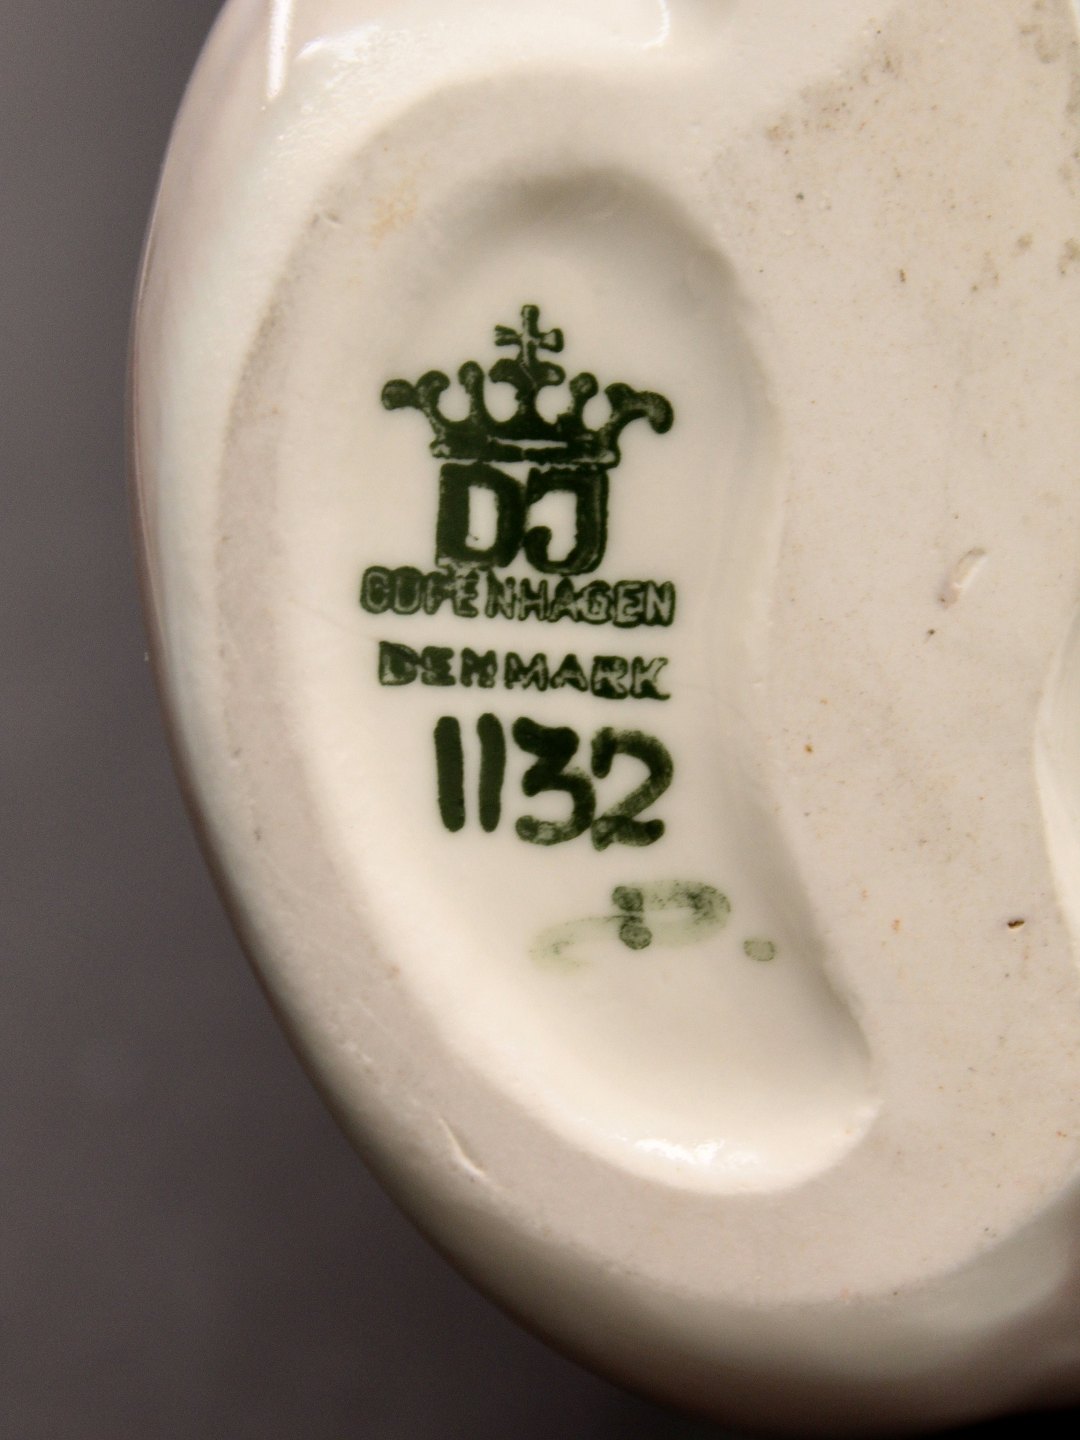 DJ
COPENHAGEN
DENMARK
1132